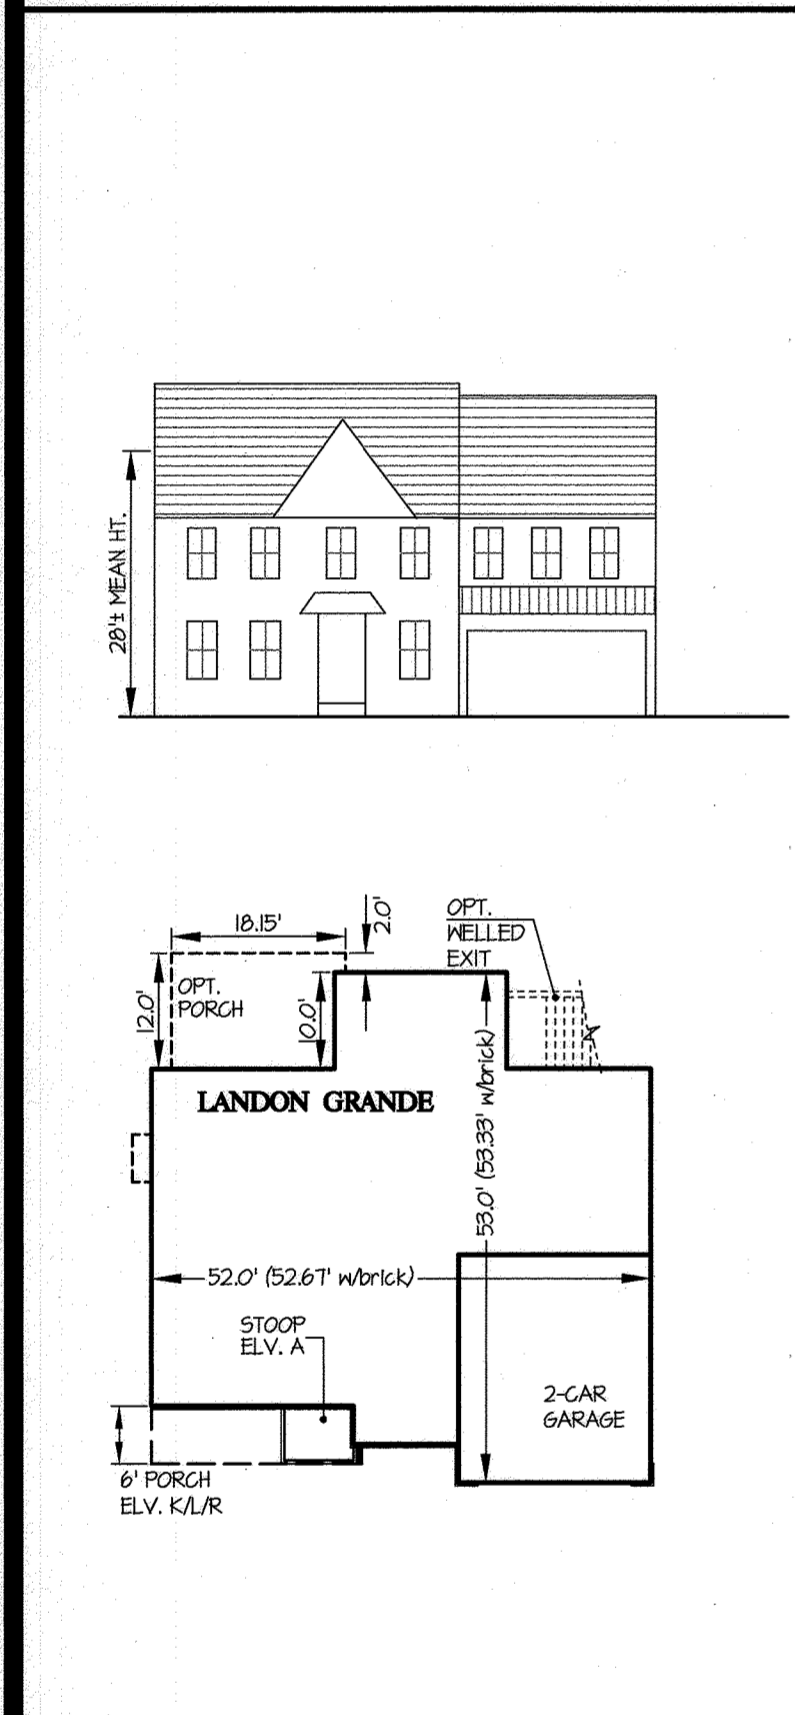 28'± MEAN HT.
18.15'
2.0'
OPT.
WELLED
EXIT
12.0'
OPT.
PORCH
10.0'
LANDON GRANDE
53.0' (53.33' w/brick)
52.0' (52.67' w/brick)
STOOP
ELV. A
2-CAR
GARAGE
6' PORCH
ELV. K/L/R